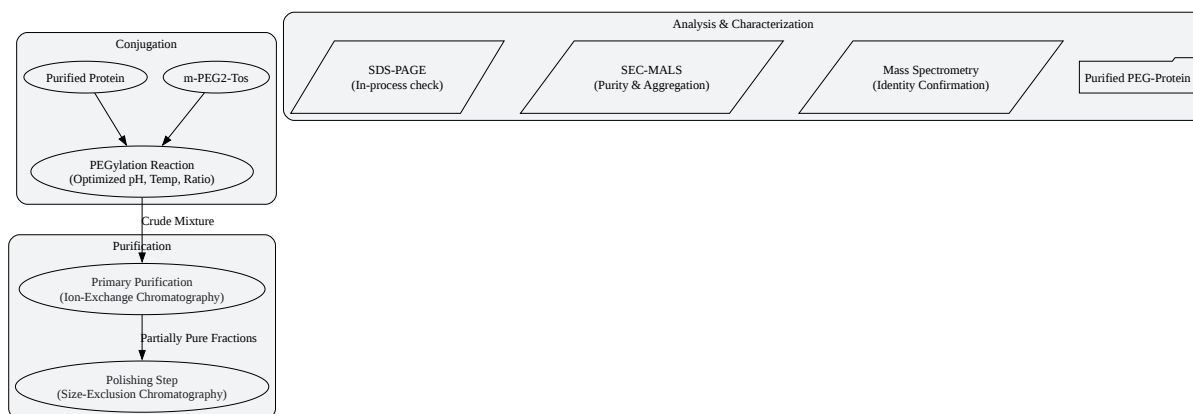 Conjugation
Purified Protein
m-PEG2-Tos
PEGylation Reaction
(Optimized pH, Temp, Ratio)
Crude Mixture
Purification
Primary Purification
(Ion-Exchange Chromatography)
Partially Pure Fractions
Polishing Step
(Size-Exclusion Chromatography)
Analysis & Characterization
SDS-PAGE
(In-process check)
SEC-MALS
(Purity & Aggregation)
Mass Spectrometry
(Identity Confirmation)
Purified PEG-Protein